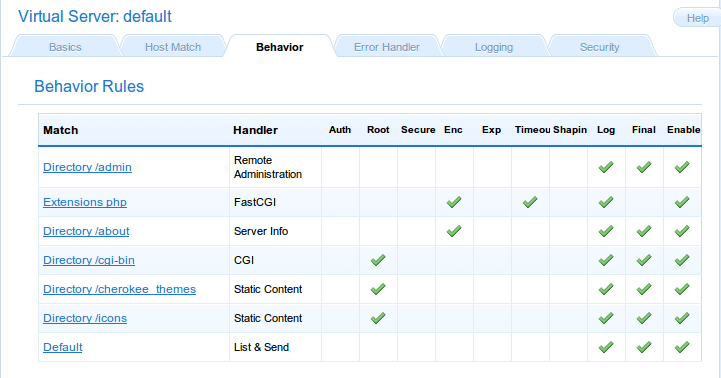 Virtual Server: default
Help
Basics Host Match Behavior Error Handler Logging Security
Behavior Rules
Match Handler Auth Root Secure Enc Exp Timeou Shapin Log Final Enable
Directory /admin Remote
Administration
Extensions php FastCGI
Directory /about Server Info
Directory /cgi-bin CGI
Directory /cherokee_themes Static Content
Directory /icons Static Content
Default List & Send